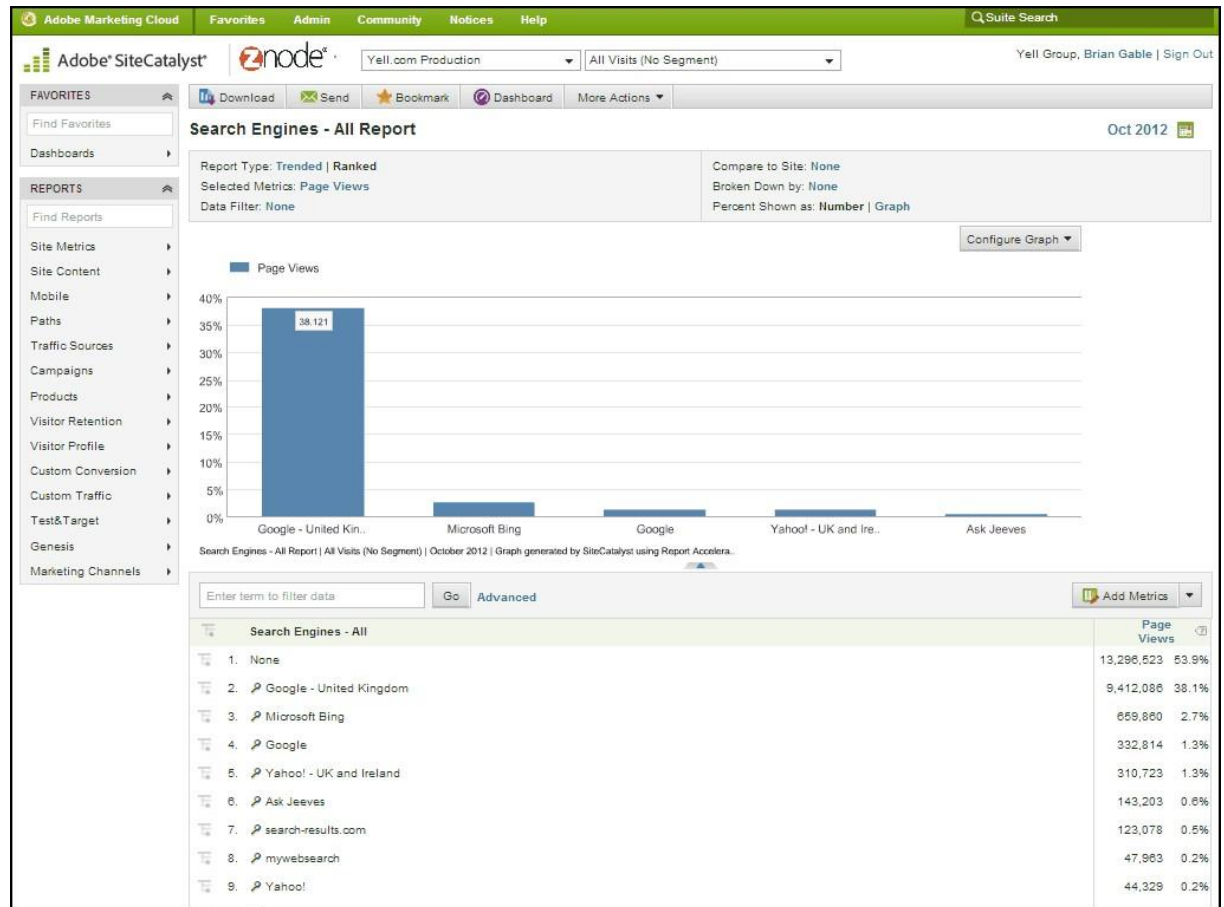 Adobe Marketing Cloud Favorites Admin Community Notices Help Suite Search
Adobe® SiteCatalyst® Znode® Yell.com Production All Visits (No Segment) Yell Group, Brian Gable | Sign Out
FAVORITES
Find Favorites
Dashboards
REPORTS
Find Reports
Site Metrics
Site Content
Mobile
Paths
Traffic Sources
Campaigns
Products
Visitor Retention
Visitor Profile
Custom Conversion
Custom Traffic
Test&Target
Genesis
Marketing Channels
Download Send Bookmark Dashboard More Actions
Search Engines - All Report Oct 2012
Report Type: Trended | Ranked
Selected Metrics: Page Views
Data Filter: None
Compare to Site: None
Broken Down by: None
Percent Shown as: Number | Graph
Configure Graph
Page Views
40%
35%
30%
25%
20%
15%
10%
5%
0%
38.121
Google - United Kin.. Microsoft Bing Google Yahoo! - UK and Ire.. Ask Jeeves
Search Engines - All Report | All Visits (No Segment) | October 2012 | Graph generated by SiteCatalyst using Report Accelera..
Enter term to filter data Go Advanced Add Metrics
Search Engines - All Page Views
1. None 13,296,523 53.9%
2. Google - United Kingdom 9,412,086 38.1%
3. Microsoft Bing 659,860 2.7%
4. Google 332,814 1.3%
5. Yahoo! - UK and Ireland 310,723 1.3%
6. Ask Jeeves 143,203 0.6%
7. search-results.com 123,078 0.5%
8. mywebsearch 47,963 0.2%
9. Yahoo! 44,329 0.2%